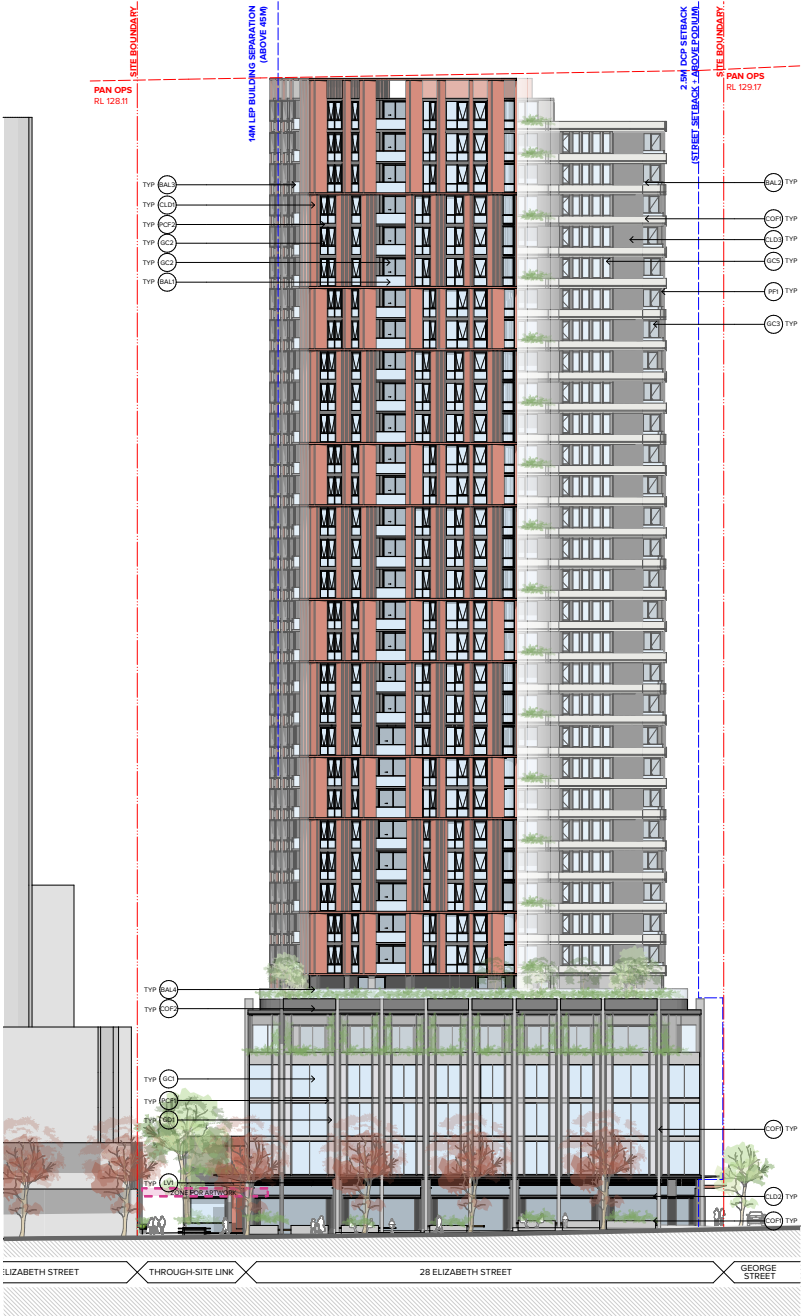 SITE BOUNDARY
14M LEP BUILDING SEPARATION
(ABOVE 45M)
2.5M DCP SETBACK
(STREET SETBACK + ABOVE PODIUM)
SITE BOUNDARY
PAN OPS
RL 128.11
PAN OPS
RL 129.17
TYP BAL3
TYP CLD1
TYP PCF2
TYP GC2
TYP GC2
TYP BAL1
BAL2 TYP
COF1 TYP
CLD3 TYP
GC5 TYP
PF1 TYP
GC3 TYP
TYP BAL4
TYP COF2
TYP GC1
TYP
TYP GD1
COF1 TYP
TYP LV1
ZONE FOR ARTWORK
CLD2 TYP
COF1 TYP
ELIZABETH STREET
THROUGH-SITE LINK
28 ELIZABETH STREET
GEORGE
STREET